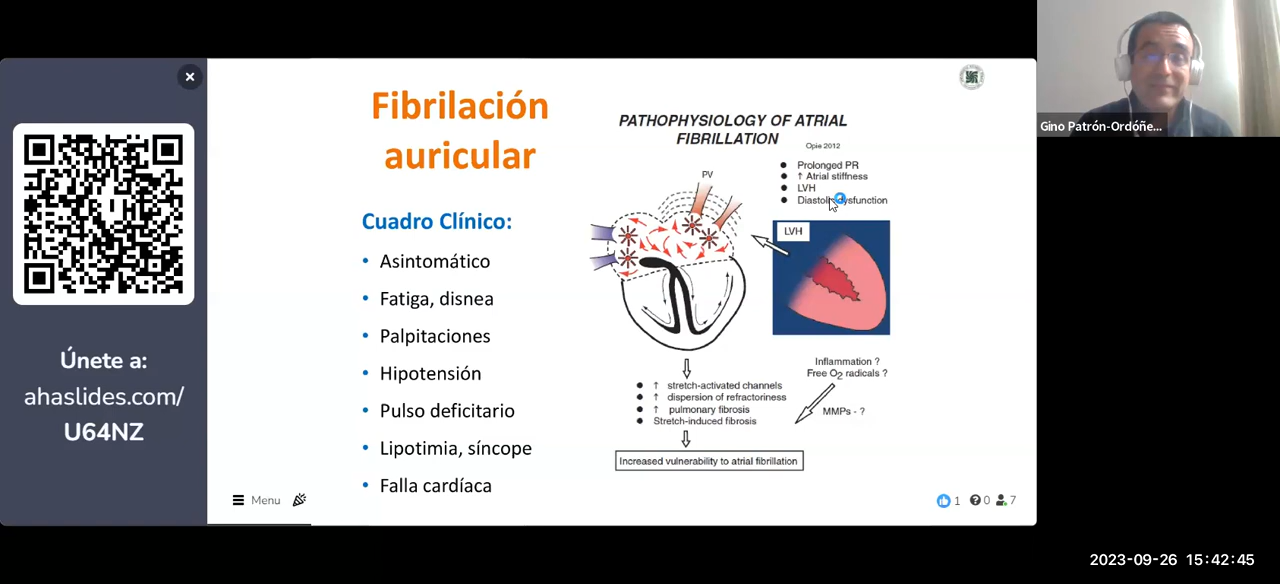 Únete a:
ahaslides.com/
U64NZ
Fibrilación
auricular
Cuadro Clínico:
• Asintomático
• Fatiga, disnea
• Palpitaciones
• Hipotensión
• Pulso deficitario
• Lipotimia, síncope
• Falla cardíaca
PATHOPHYSIOLOGY OF ATRIAL
FIBRILLATION
Opie 2012
● Prolonged PR
● ↑ Atrial stiffness
● LVH
● Diastolic dysfunction
PV
LVH
Inflammation ?
Free O2 radicals ?
MMPs - ?
● ↑ stretch-activated channels
● ↑ dispersion of refractoriness
● ↑ pulmonary fibrosis
● Stretch-induced fibrosis
Increased vulnerability to atrial fibrillation
Menu
1
0
7
Gino Patrón-Ordóñe...
2023-09-26 15:42:45